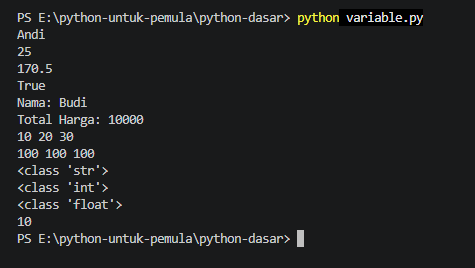 PS E:\python-untuk-pemula\python-dasar> python variable.py
Andi
25
170.5
True
Nama: Budi
Total Harga: 10000
10 20 30
100 100 100
<class 'str'>
<class 'int'>
<class 'float'>
10
PS E:\python-untuk-pemula\python-dasar>